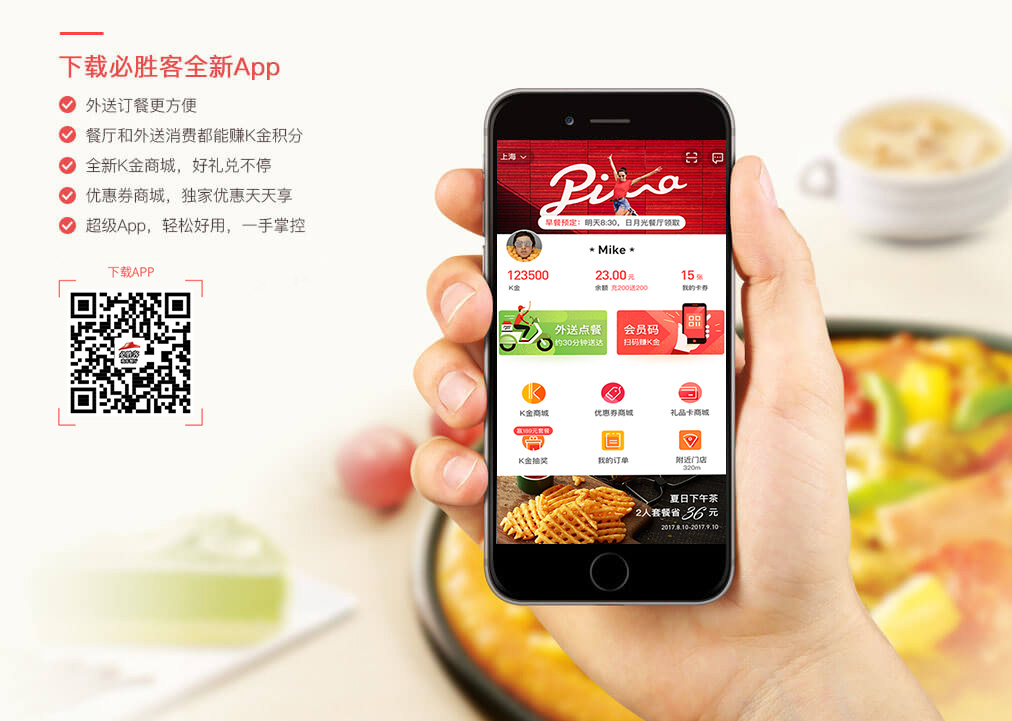 下载必胜客全新App
外送订餐更方便
餐厅和外送消费都能赚K金积分
全新K金商城，好礼兑不停
优惠券商城，独家优惠天天享
超级App，轻松好用，一手掌控
下载APP
必胜客
上海
Pizza
早餐预定：明天8:30，日月光餐厅领取
* Mike *
123500
K金
23.00 元
余额 充200送200
15 张
我的卡券
外送点餐
约30分钟送达
会员码
扫码赚K金
K金商城
优惠券商城
礼品卡商城
赢189元套餐
K金抽奖
我的订单
附近门店
320m
夏日下午茶
2人套餐省 36 元
2017.8.10-2017.9.10